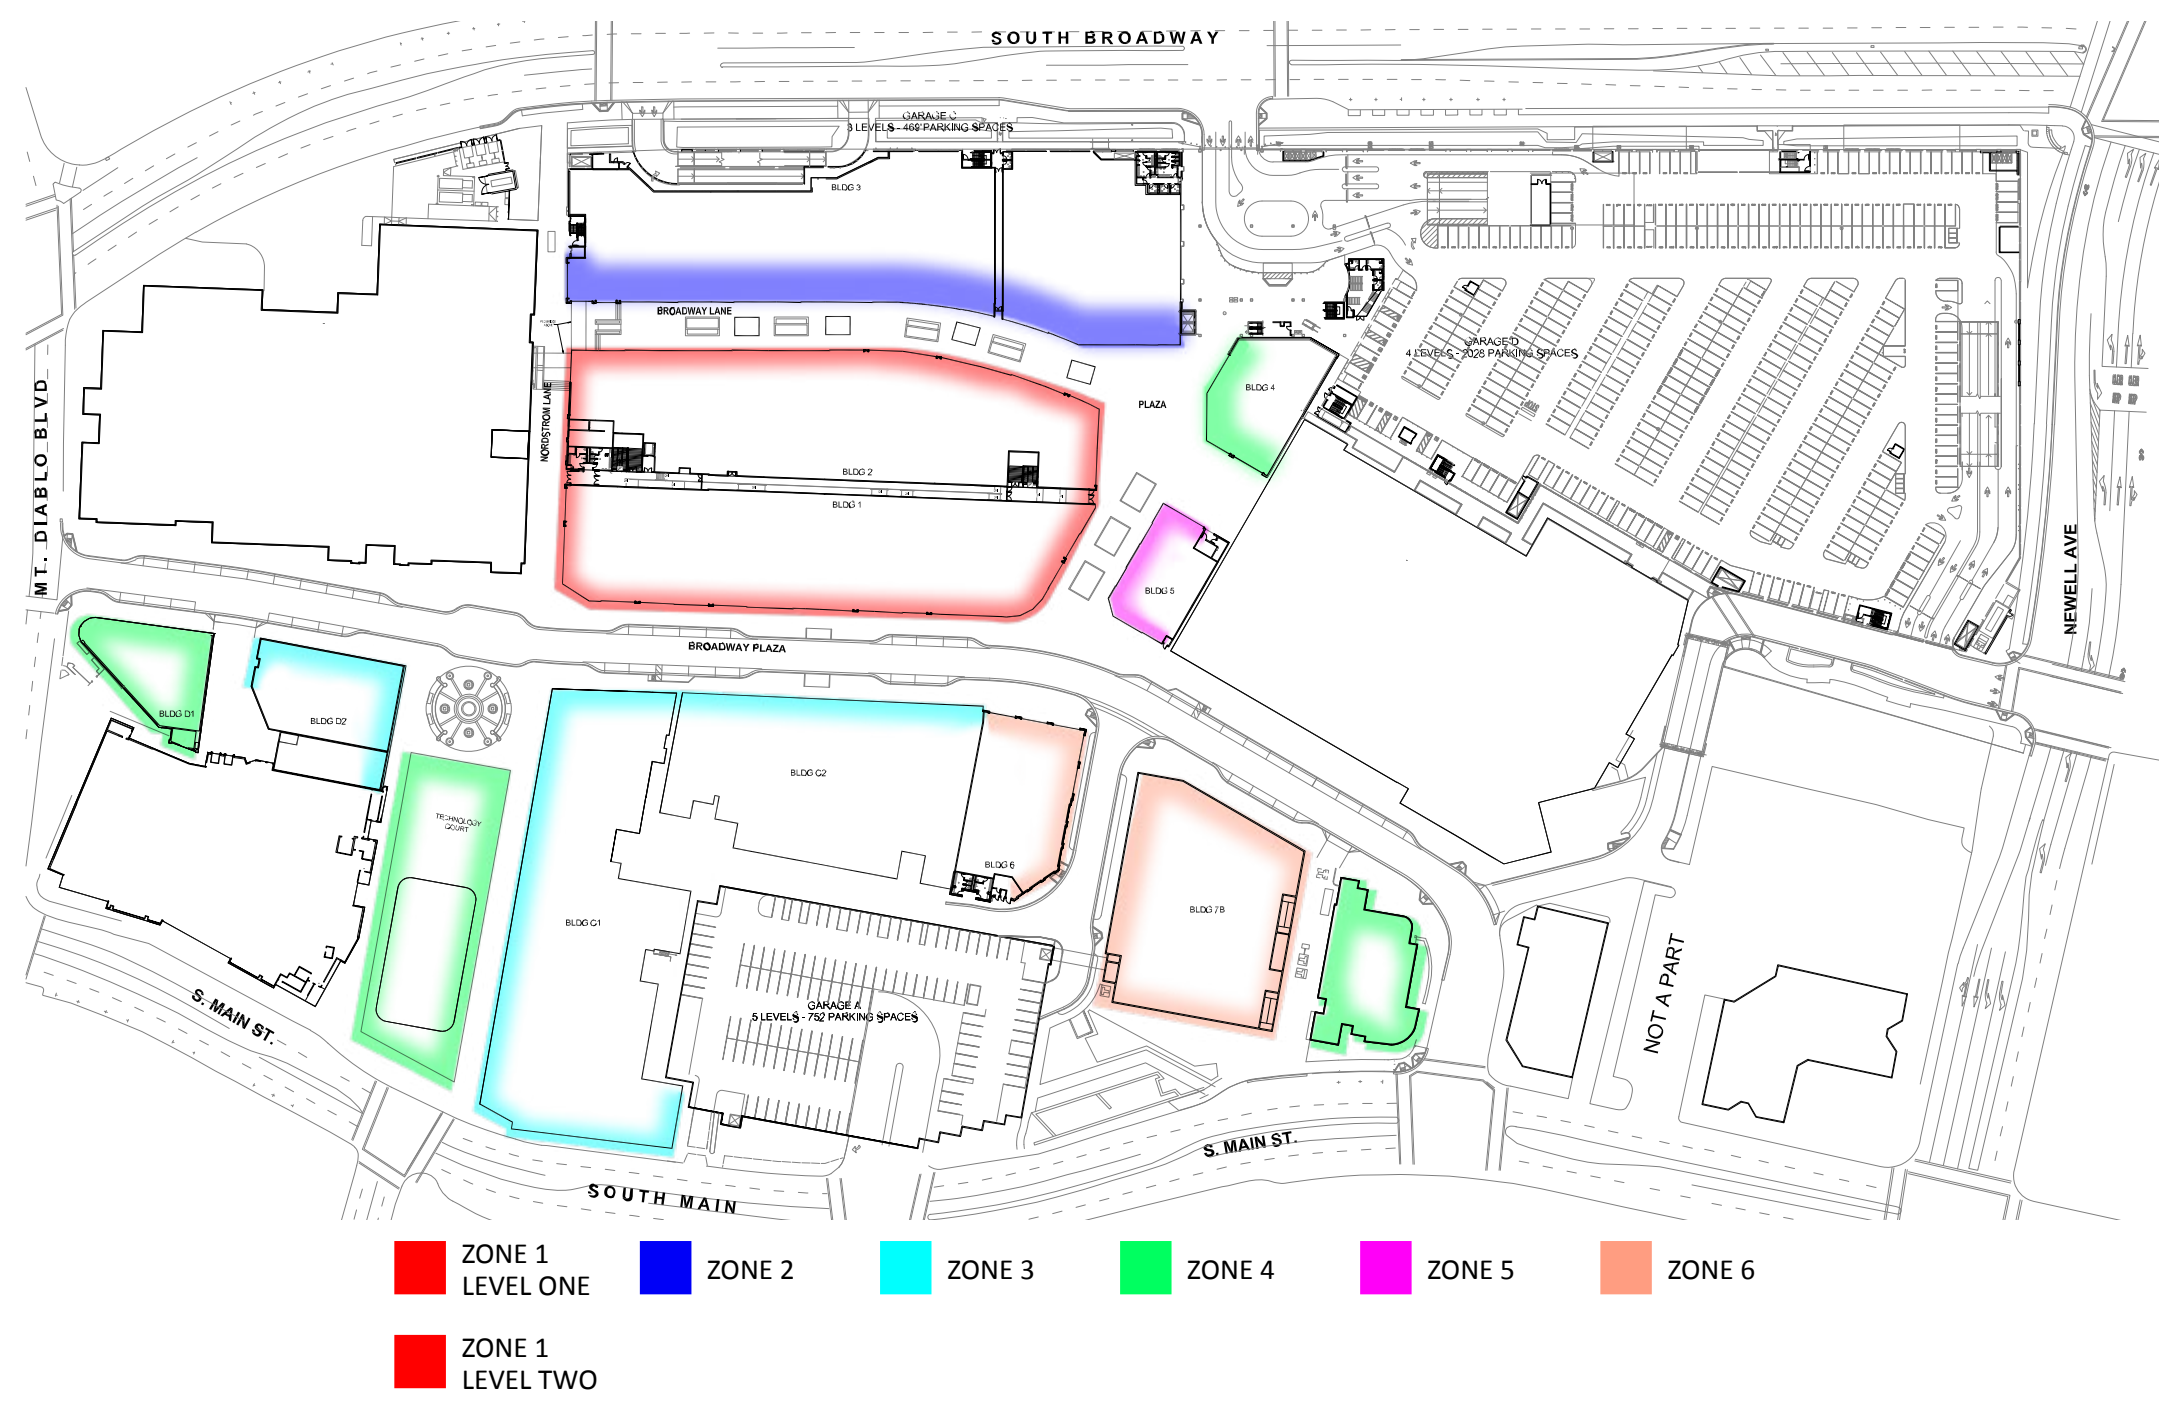 SOUTH BROADWAY
GARAGE C
3 LEVELS - 469 PARKING SPACES
BLDG 3
BROADWAY LANE
GARAGE D
4 LEVELS - 2028 PARKING SPACES
BLDG 4
PLAZA
MT. DIABLO BLVD
NORDSTROM LANE
BLDG 2
BLDG 1
STOP
NEWELL AVE
BLDG 5
BROADWAY PLAZA
BLDG D1
BLDG D2
BLDG C2
TECHNOLOGY
COURT
BLDG 6
BLDG C1
BLDG 7B
GARAGE A
5 LEVELS - 752 PARKING SPACES
NOT A PART
S. MAIN ST.
S. MAIN ST.
SOUTH MAIN
ZONE 1
LEVEL ONE
ZONE 2
ZONE 3
ZONE 4
ZONE 5
ZONE 6
ZONE 1
LEVEL TWO